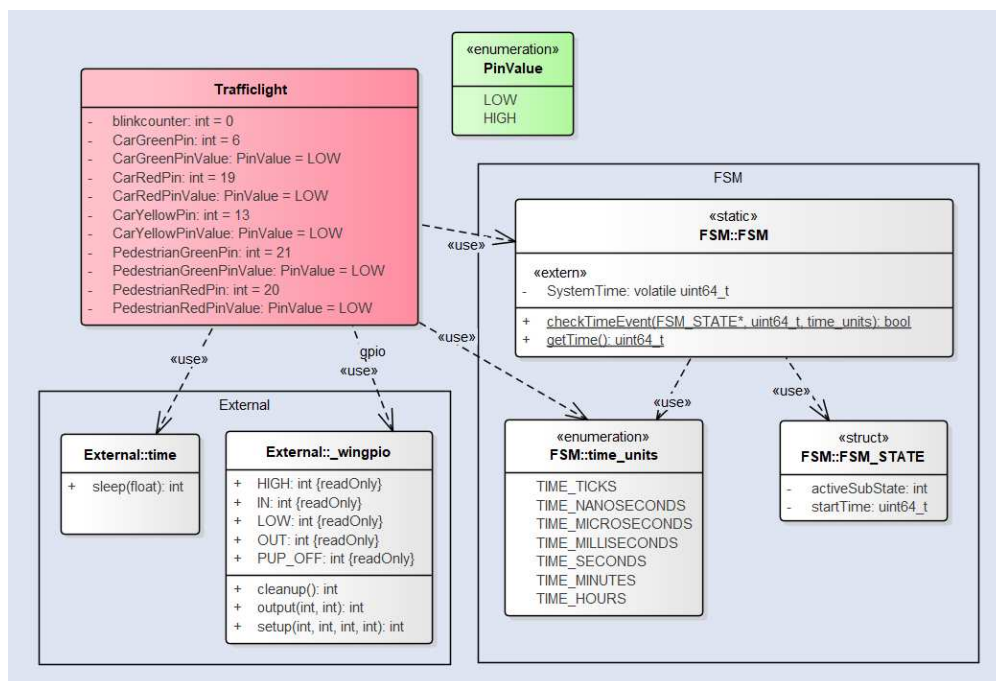 «enumeration»
PinValue
LOW
HIGH
Trafficlight
- blinkcounter: int = 0
- CarGreenPin: int = 6
- CarGreenPinValue: PinValue = LOW
- CarRedPin: int = 19
- CarRedPinValue: PinValue = LOW
- CarYellowPin: int = 13
- CarYellowPinValue: PinValue = LOW
- PedestrianGreenPin: int = 21
- PedestrianGreenPinValue: PinValue = LOW
- PedestrianRedPin: int = 20
- PedestrianRedPinValue: PinValue = LOW
FSM
«static»
FSM::FSM
«extern»
- SystemTime: volatile uint64_t
+ checkTimeEvent(FSM_STATE*, uint64_t, time_units): bool
+ getTime(): uint64_t
«use»
«use»
gpio
«use»
«use»
«use»
External
External::time
+ sleep(float): int
External::_wingpio
+ HIGH: int {readOnly}
+ IN: int {readOnly}
+ LOW: int {readOnly}
+ OUT: int {readOnly}
+ PUP_OFF: int {readOnly}
+ cleanup(): int
+ output(int, int): int
+ setup(int, int, int, int): int
«enumeration»
FSM::time_units
TIME_TICKS
TIME_NANOSECONDS
TIME_MICROSECONDS
TIME_MILLISECONDS
TIME_SECONDS
TIME_MINUTES
TIME_HOURS
«use»
«struct»
FSM::FSM_STATE
- activeSubState: int
- startTime: uint64_t